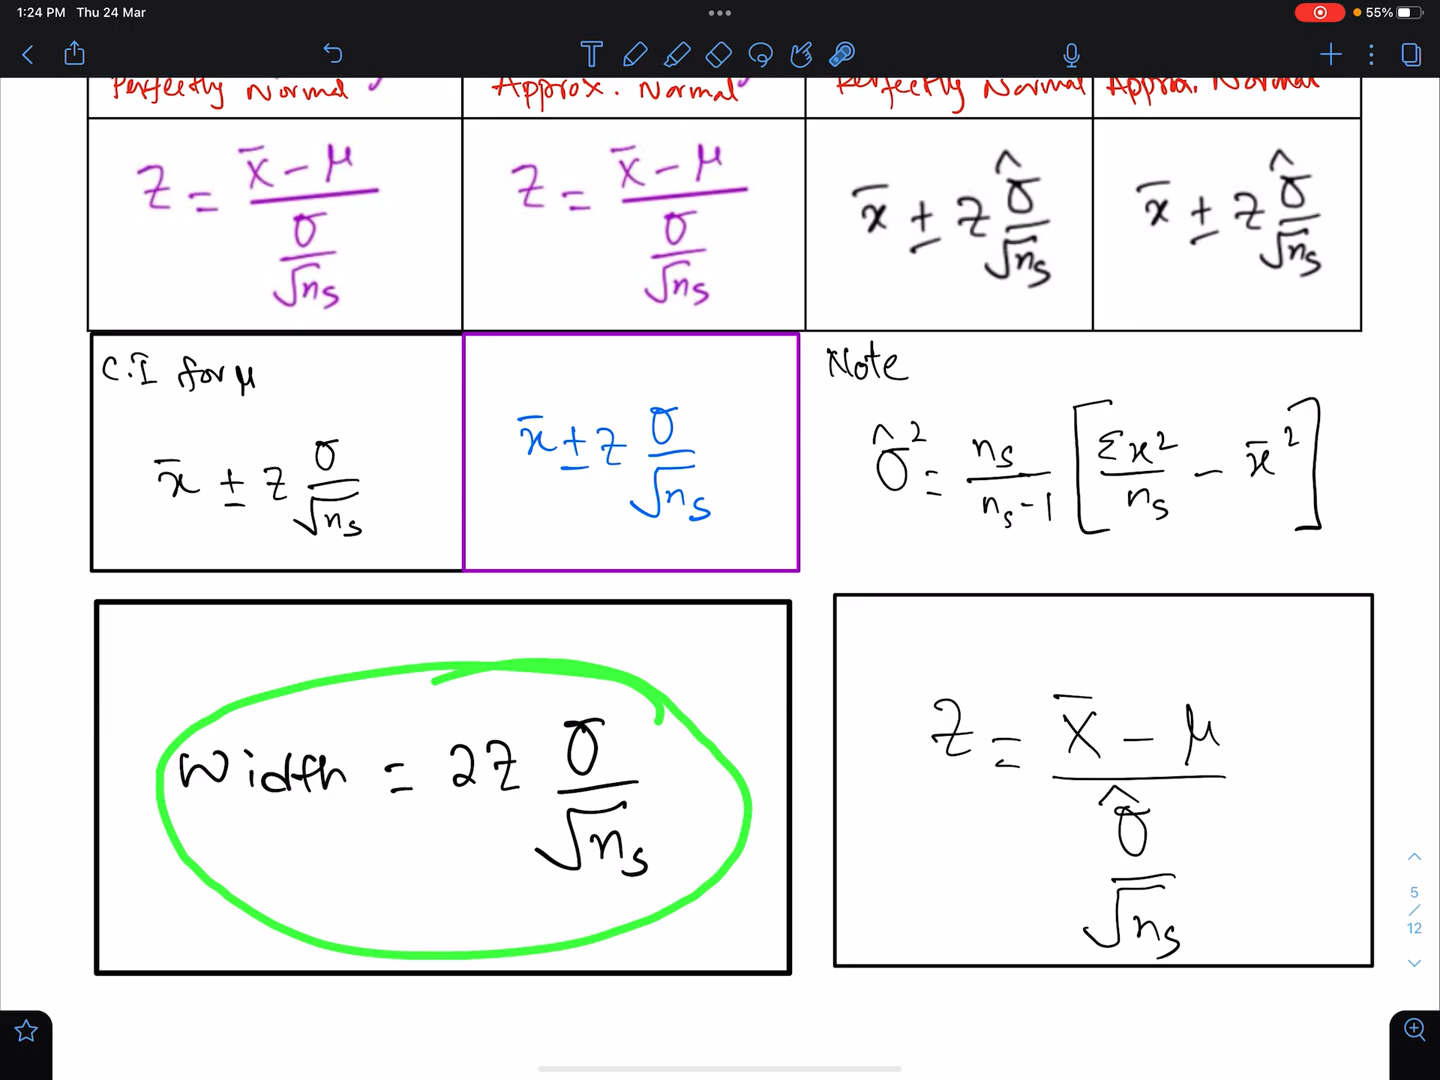 1:24 PM Thu 24 Mar
55%
Perfectly Normal
Approx. Normal
Perfectly Normal
Approx. Normal
Z = (x̄ - μ) / (σ / √nₛ)
Z = (x̄ - μ) / (σ / √nₛ)
x̄ ± Z σ̂ / √nₛ
x̄ ± Z σ̂ / √nₛ
C.I for μ
x̄ ± Z σ / √nₛ
x̄ ± Z σ / √nₛ
Note
σ̂² = nₛ / (nₛ - 1) [Σx² / nₛ - x̄²]
Width = 2Z σ / √nₛ
Z = (x̄ - μ) / (σ̂ / √nₛ)
5
/
12